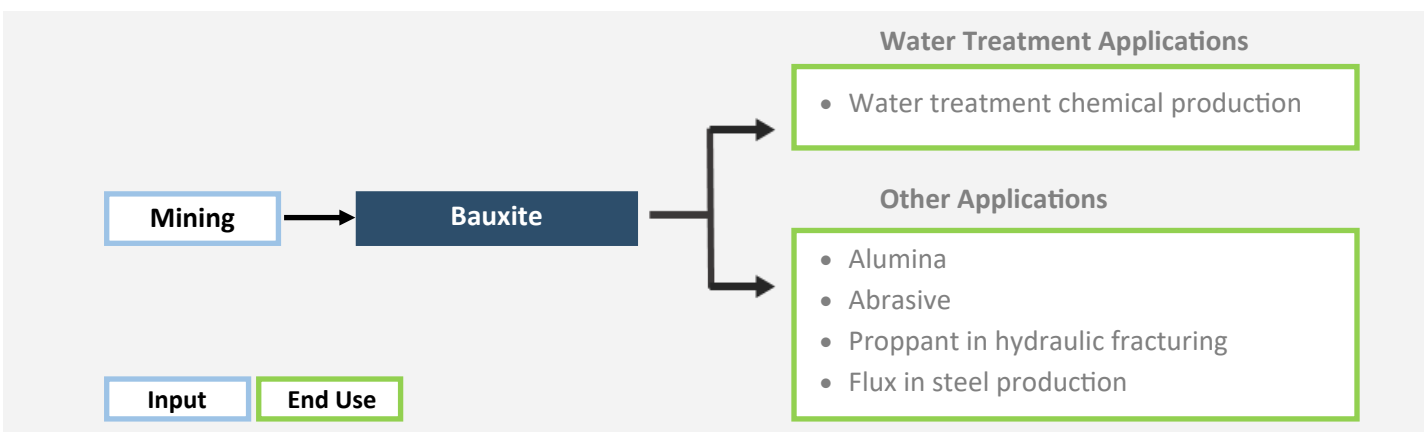 Water Treatment Applications
• Water treatment chemical production
Mining
Bauxite
Other Applications
• Alumina
• Abrasive
• Proppant in hydraulic fracturing
• Flux in steel production
Input
End Use